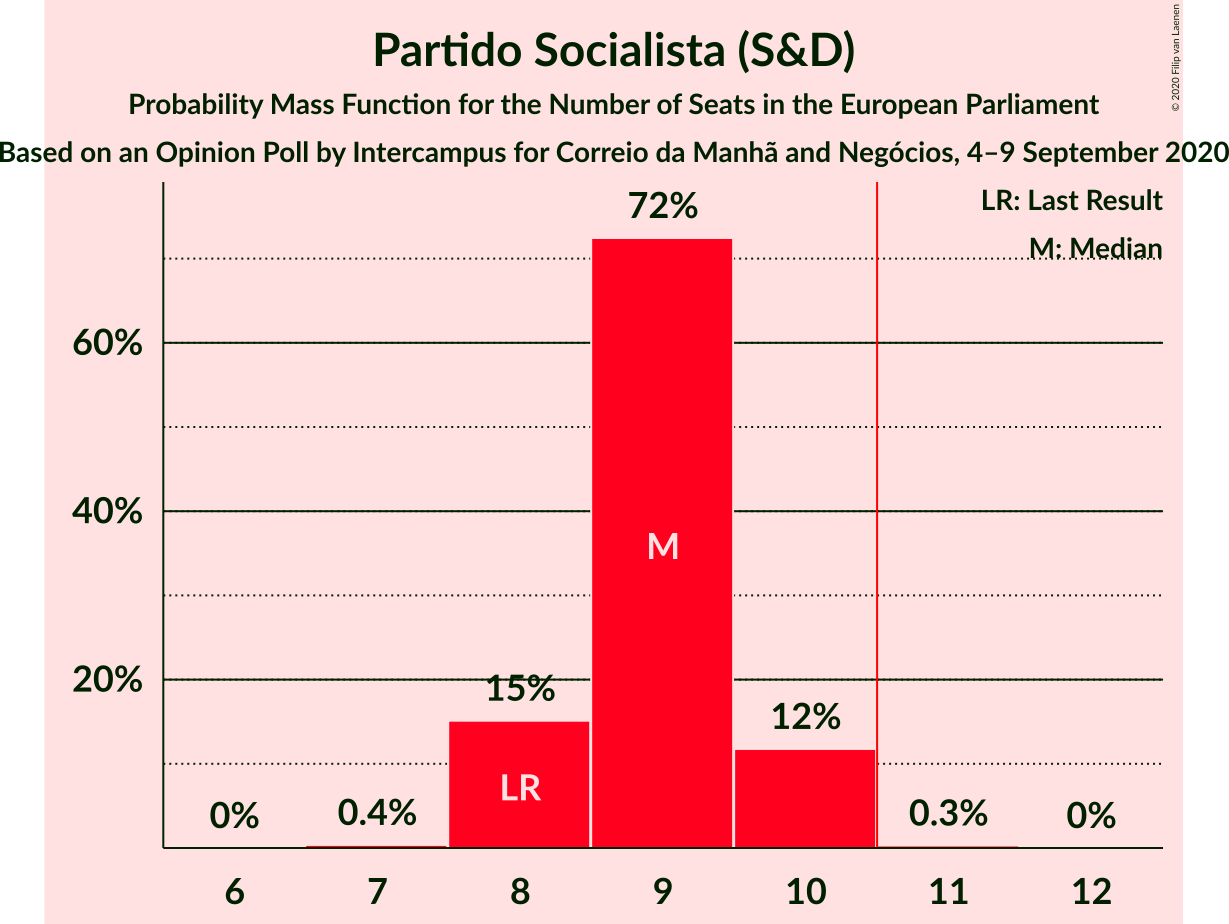 Partido Socialista (S&D)
Probability Mass Function for the Number of Seats in the European Parliament
Based on an Opinion Poll by Intercampus for Correio da Manhã and Negócios, 4–9 September 2020
© 2020 Filip van Laenen
LR: Last Result
M: Median
72%
60%
40%
M
20%
15%
12%
LR
0%
0.4%
0.3%
0%
6
7
8
9
10
11
12